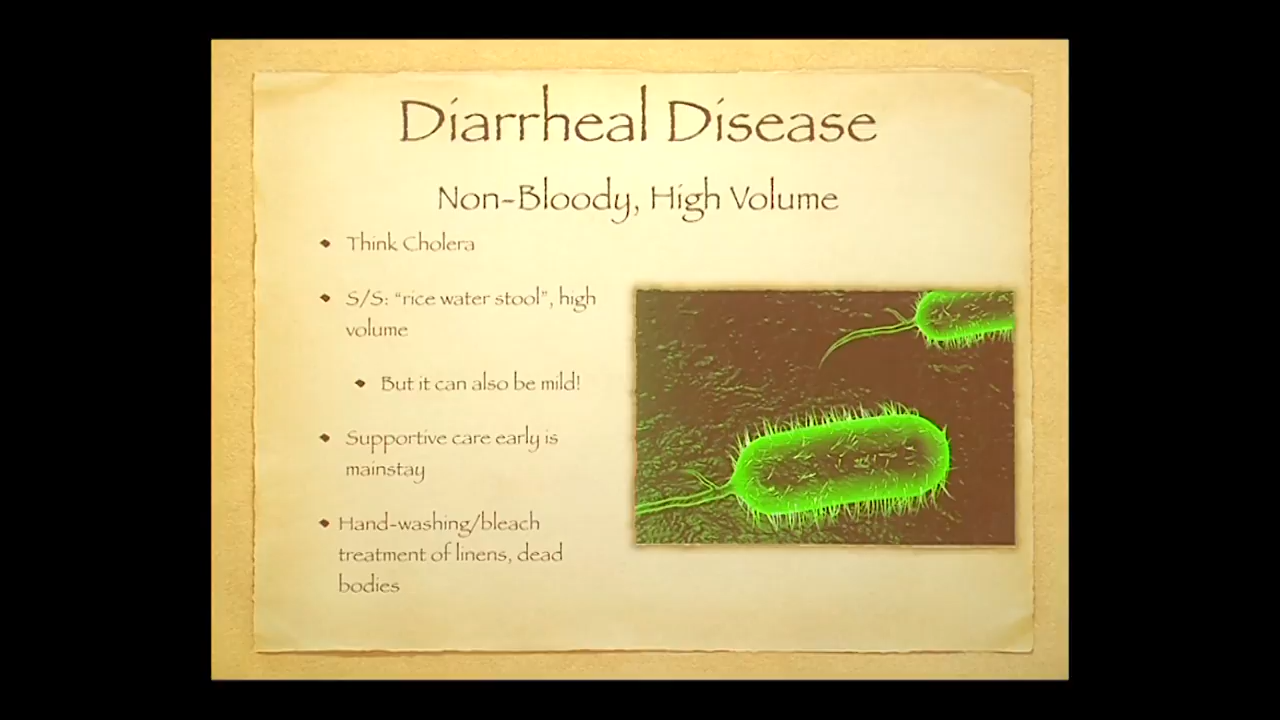 Diarrheal Disease
Non-Bloody, High Volume
• Think Cholera
• S/S: “rice water stool”, high
volume
• But it can also be mild!
• Supportive care early is
mainstay
• Hand-washing/bleach
treatment of linens, dead
bodies